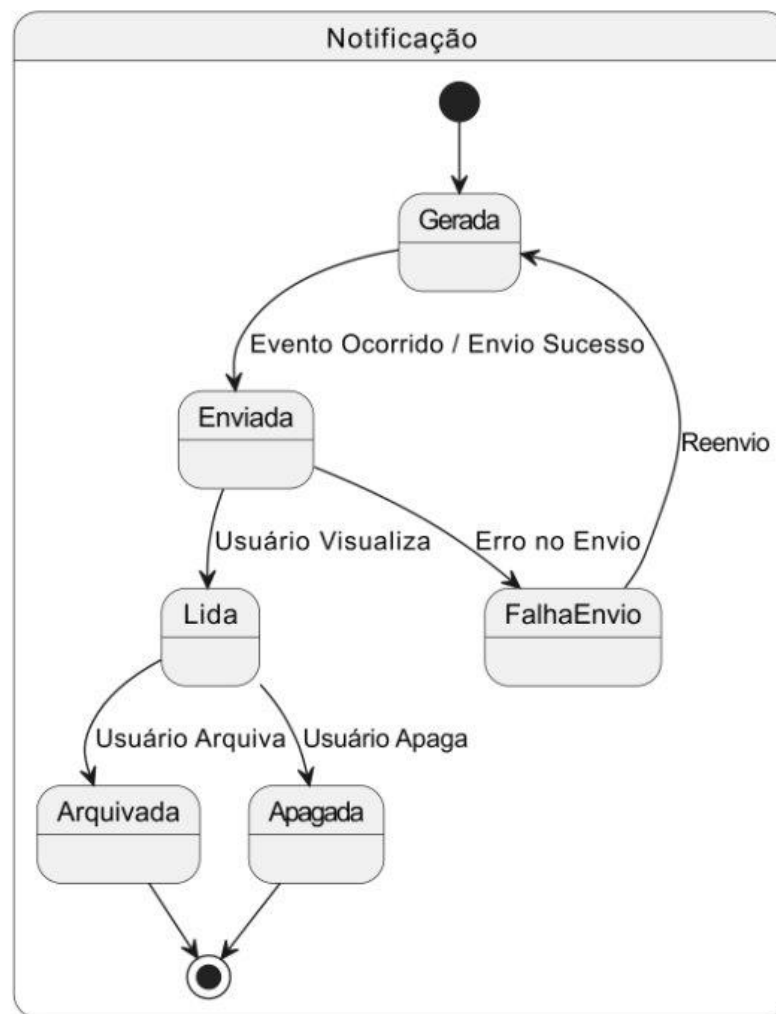 Notificação
Gerada
Evento Ocorrido / Envio Sucesso
Enviada
Reenvio
Usuário Visualiza
Erro no Envio
Lida
FalhaEnvio
Usuário Arquiva
Usuário Apaga
Arquivada
Apagada